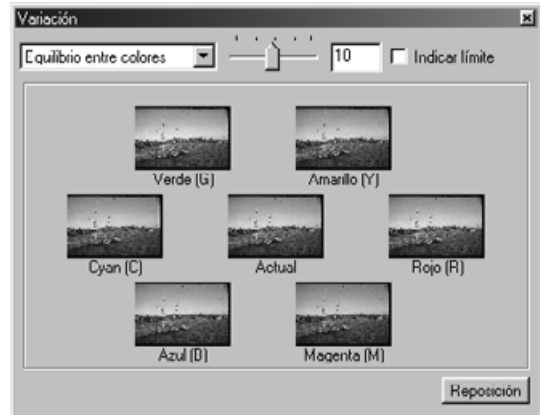 Variación
Equilibrio entre colores 10 Indicar límite
Verde (G) Amarillo (Y)
Cyan (C) Actual Rojo (R)
Azul (B) Magenta (M)
Reposición